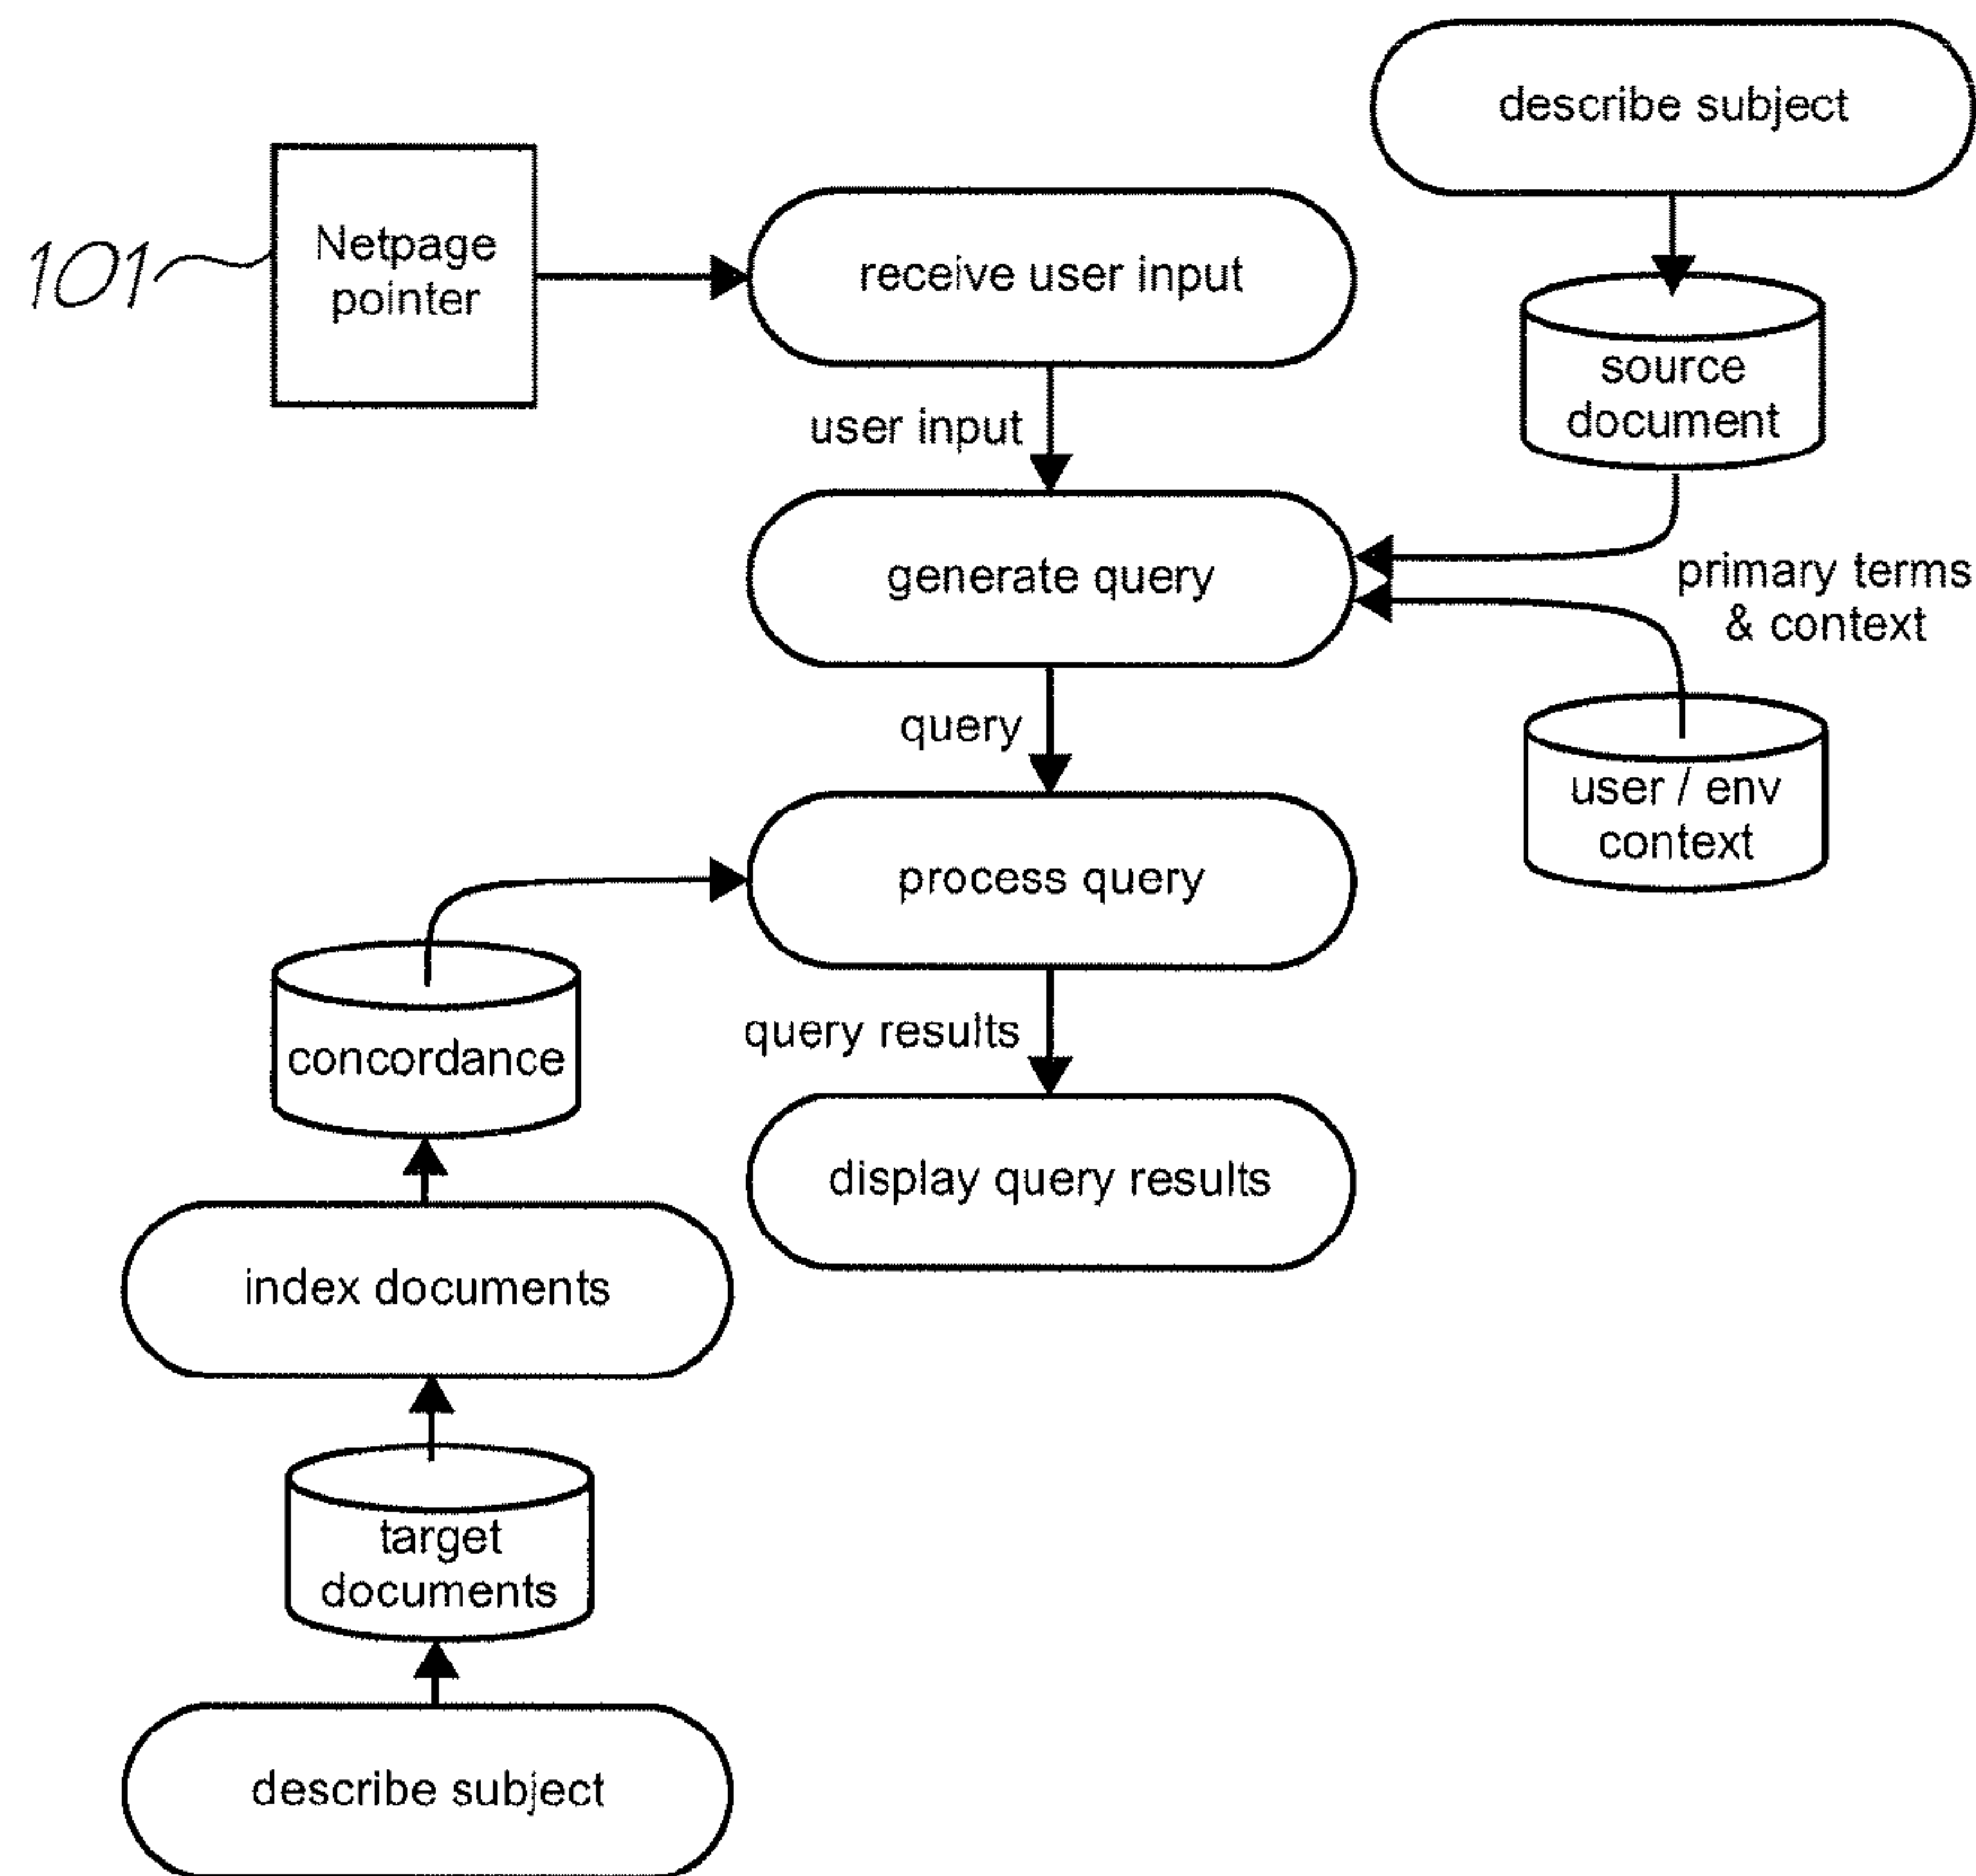 describe subject
101
Netpage
pointer
receive user input
source
document
user input
generate query
primary terms
& context
query
user / env
context
process query
concordance
query results
display query results
index documents
target
documents
describe subject